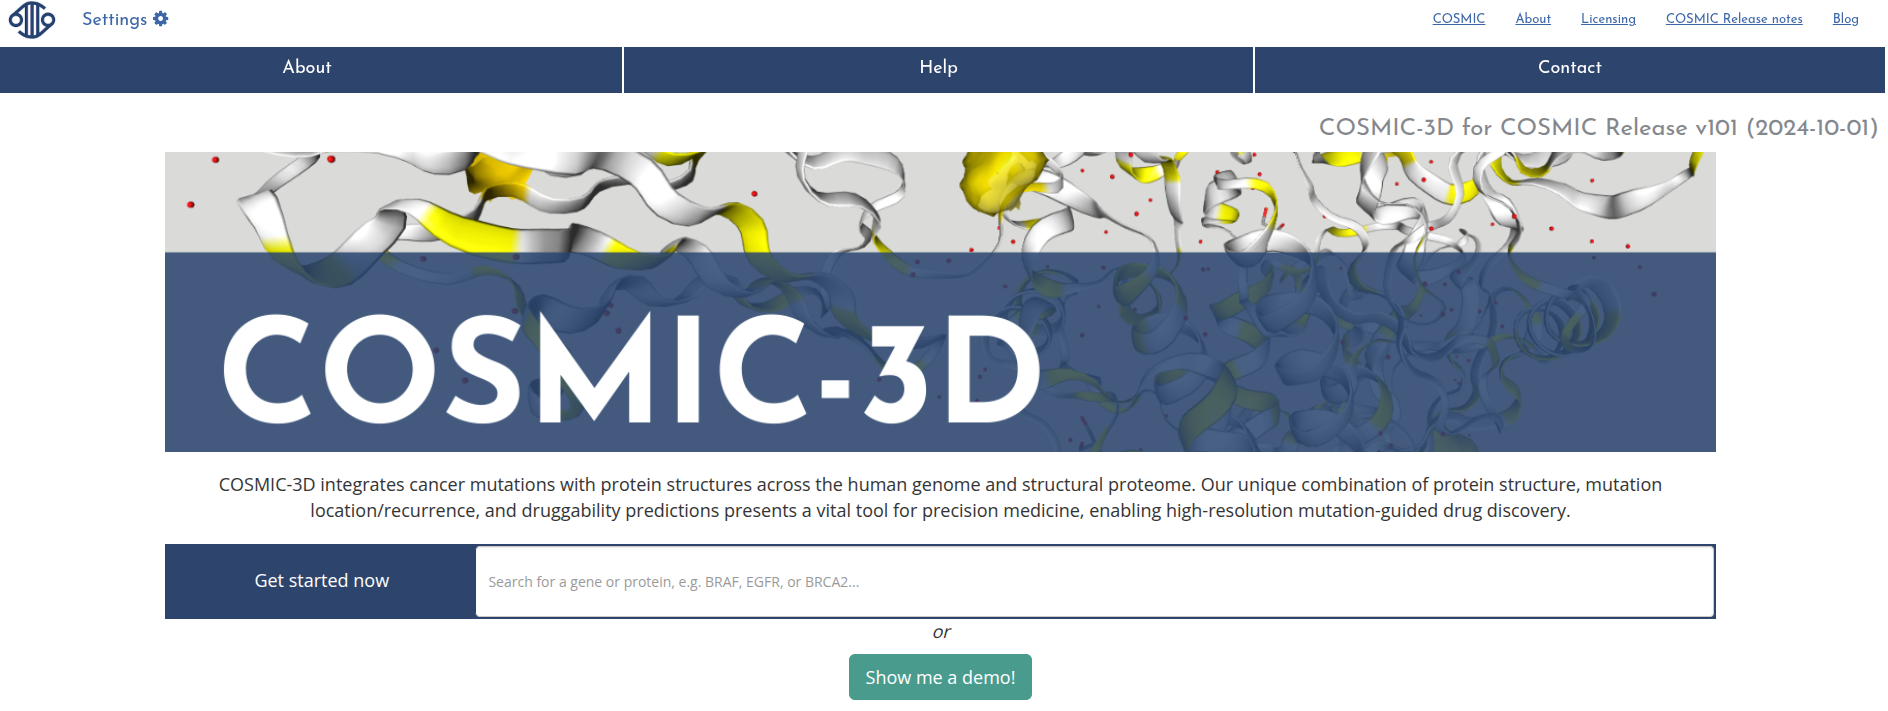 Settings
COSMIC About Licensing COSMIC Release notes Blog
About Help Contact
COSMIC-3D for COSMIC Release v101 (2024-10-01)
COSMIC-3D
COSMIC-3D integrates cancer mutations with protein structures across the human genome and structural proteome. Our unique combination of protein structure, mutation
location/recurrence, and druggability predictions presents a vital tool for precision medicine, enabling high-resolution mutation-guided drug discovery.
Get started now
Search for a gene or protein, e.g. BRAF, EGFR, or BRCA2...
or
Show me a demo!